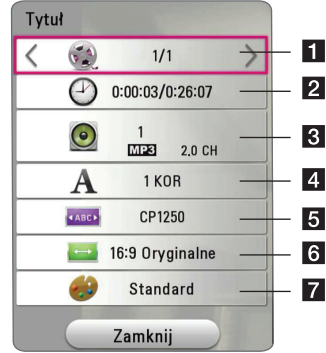 Tytuł
1/1 1
0:00:03/0:26:07 2
1
MP3 2,0 CH 3
A 1 KOR 4
ABC CP1250 5
16:9 Oryginalne 6
Standard 7
Zamknij